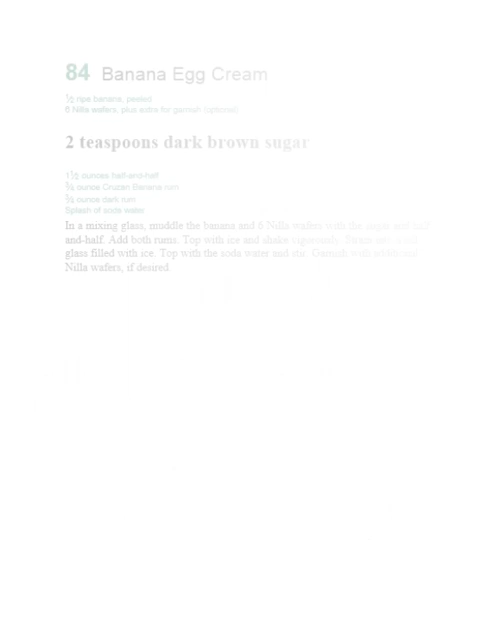 84 Banana Egg Cream
½ ripe banana, peeled
6 Nilla wafers, plus extra for garnish (optional)
2 teaspoons dark brown sugar
1½ ounces half-and-half
¾ ounce Cruzan Banana rum
¾ ounce dark rum
Splash of soda water
In a mixing glass, muddle the banana and 6 Nilla wafers with the sugar and half-
and-half. Add both rums. Top with ice and shake vigorously. Strain into
glass filled with ice. Top with the soda water and stir. Garnish with additional
Nilla wafers, if desired.